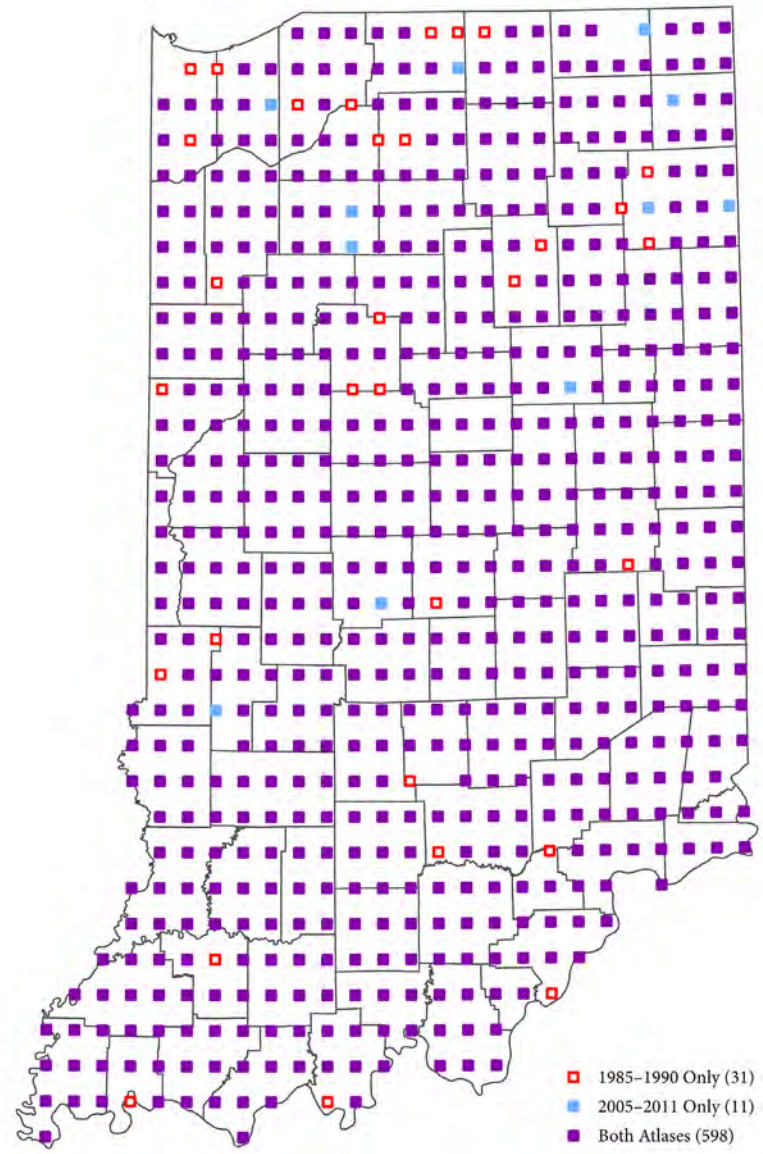 1985–1990 Only (31)
2005–2011 Only (11)
Both Atlases (598)